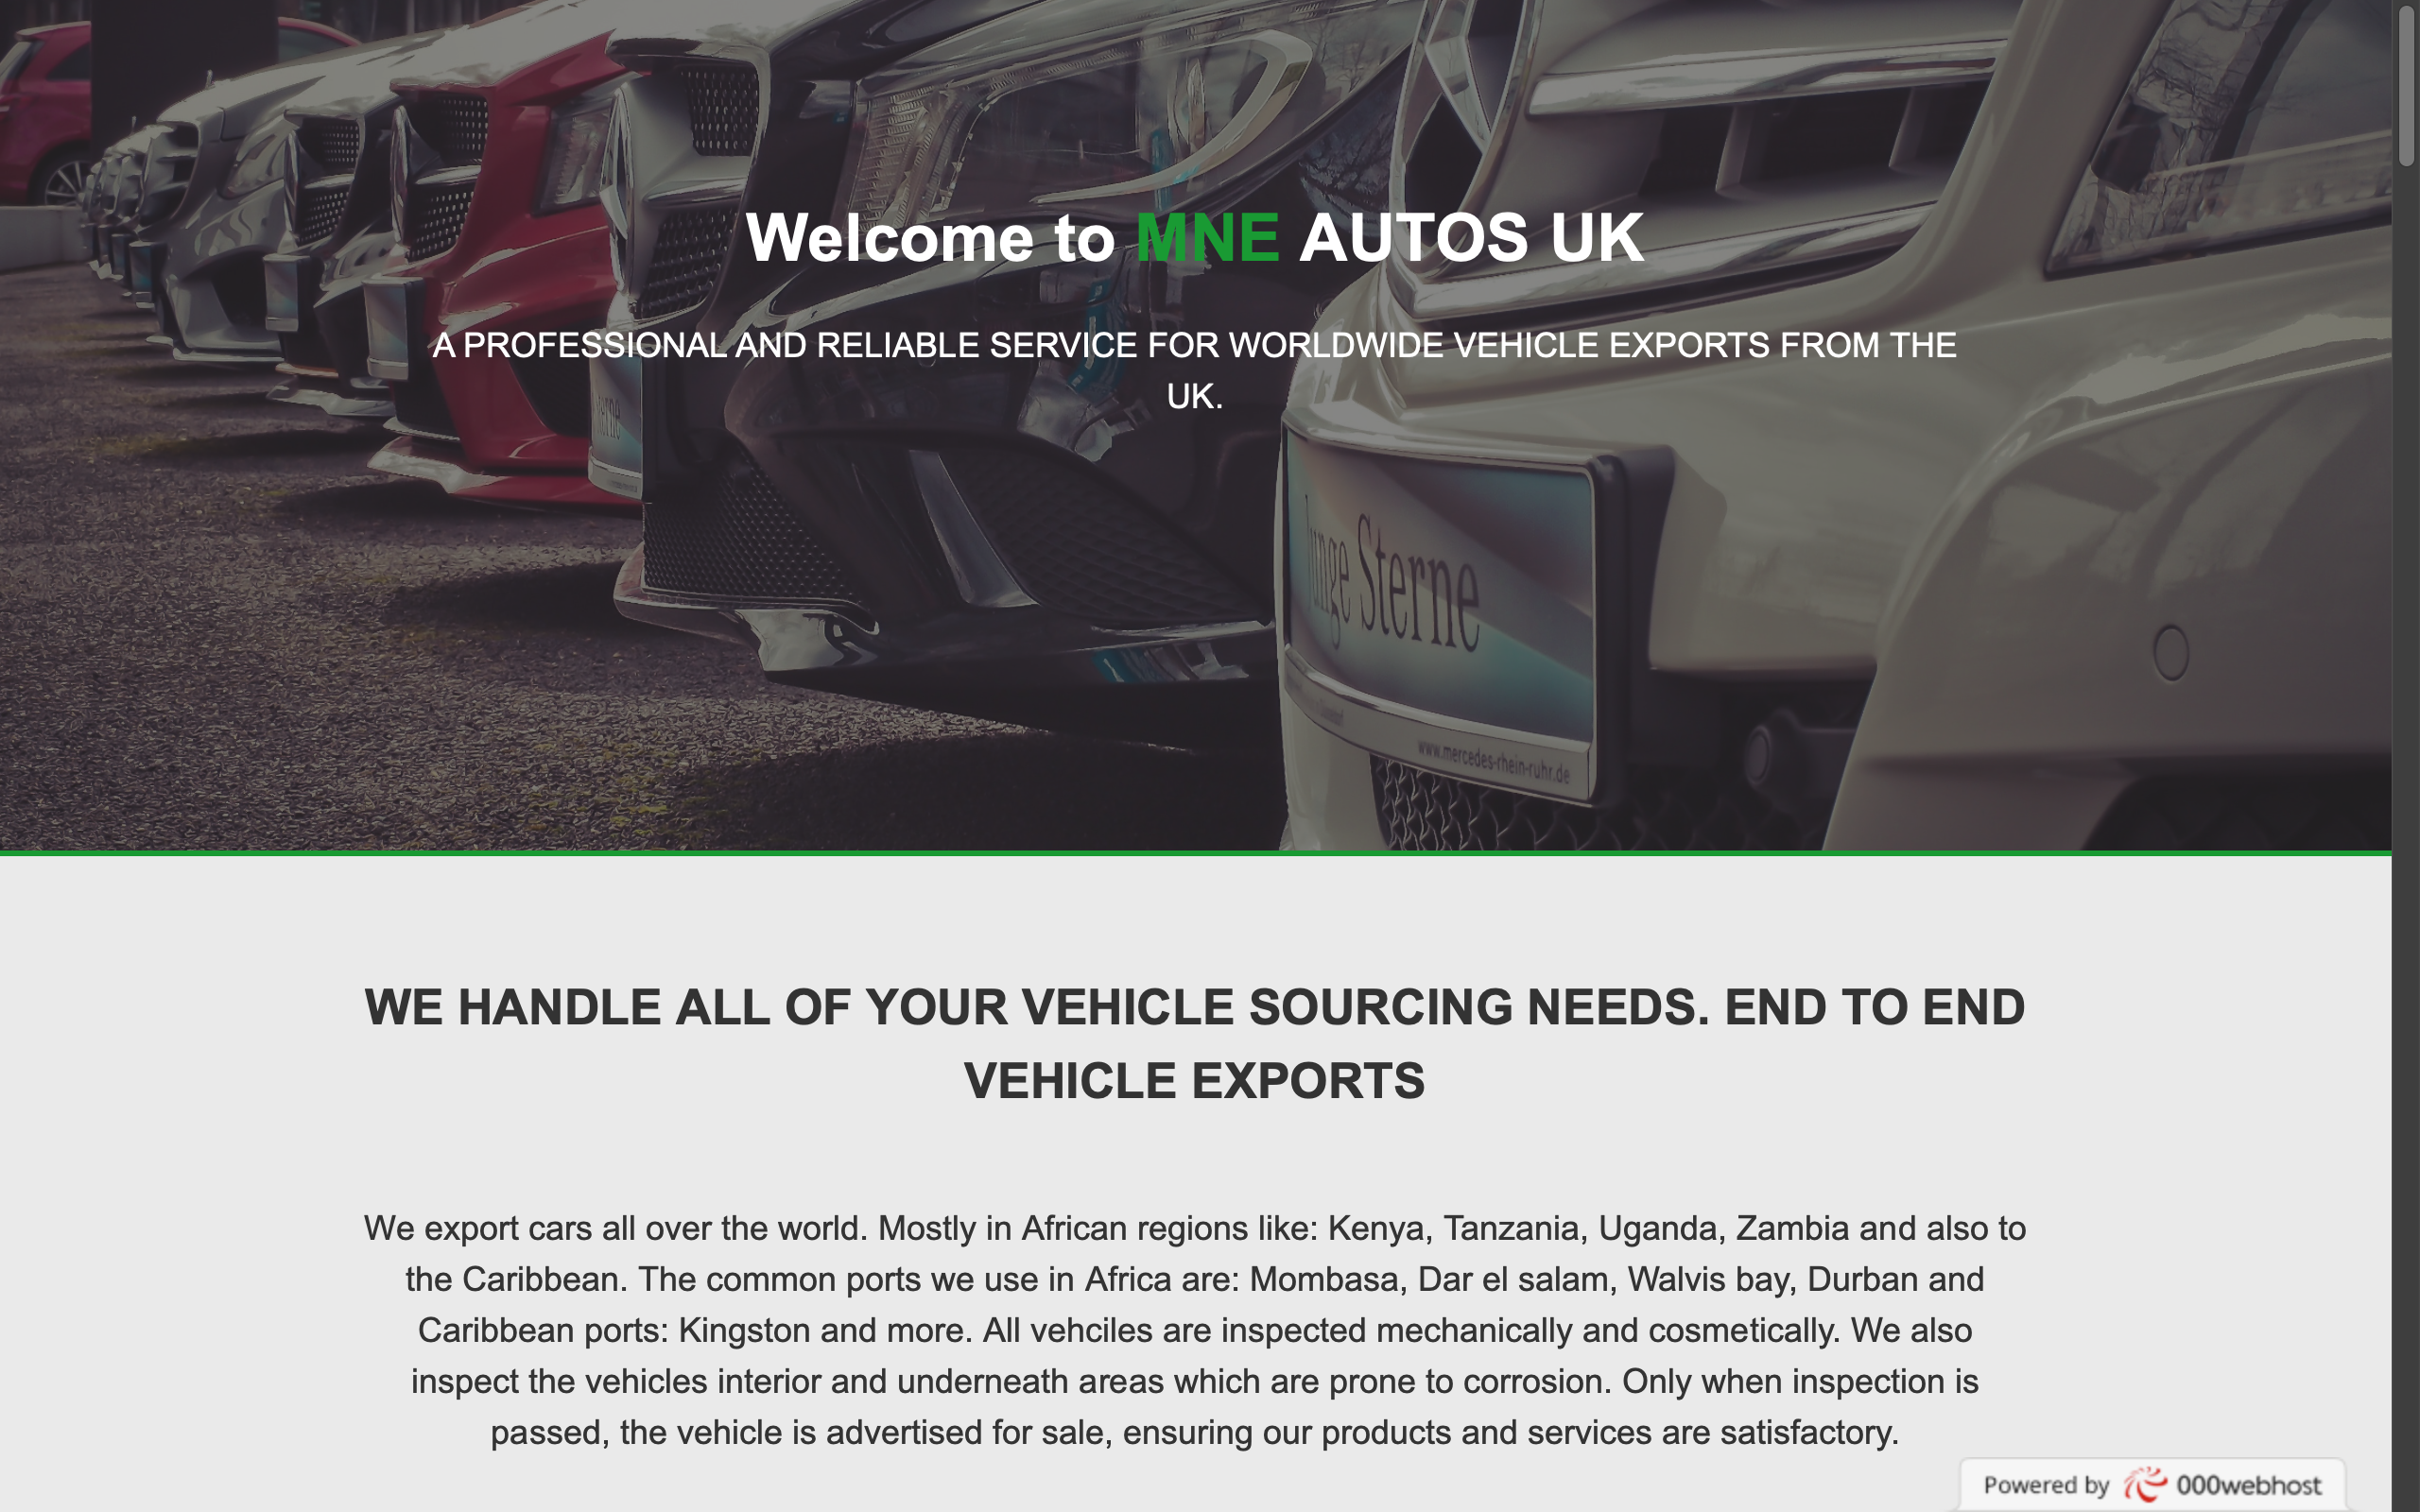 Welcome to MNE AUTOS UK
A PROFESSIONAL AND RELIABLE SERVICE FOR WORLDWIDE VEHICLE EXPORTS FROM THE
UK.
Junge Sterne
www.mercedes-rhein-ruhr.de
WE HANDLE ALL OF YOUR VEHICLE SOURCING NEEDS. END TO END
VEHICLE EXPORTS
We export cars all over the world. Mostly in African regions like: Kenya, Tanzania, Uganda, Zambia and also to
the Caribbean. The common ports we use in Africa are: Mombasa, Dar el salam, Walvis bay, Durban and
Caribbean ports: Kingston and more. All vehciles are inspected mechanically and cosmetically. We also
inspect the vehicles interior and underneath areas which are prone to corrosion. Only when inspection is
passed, the vehicle is advertised for sale, ensuring our products and services are satisfactory.
Powered by 000webhost